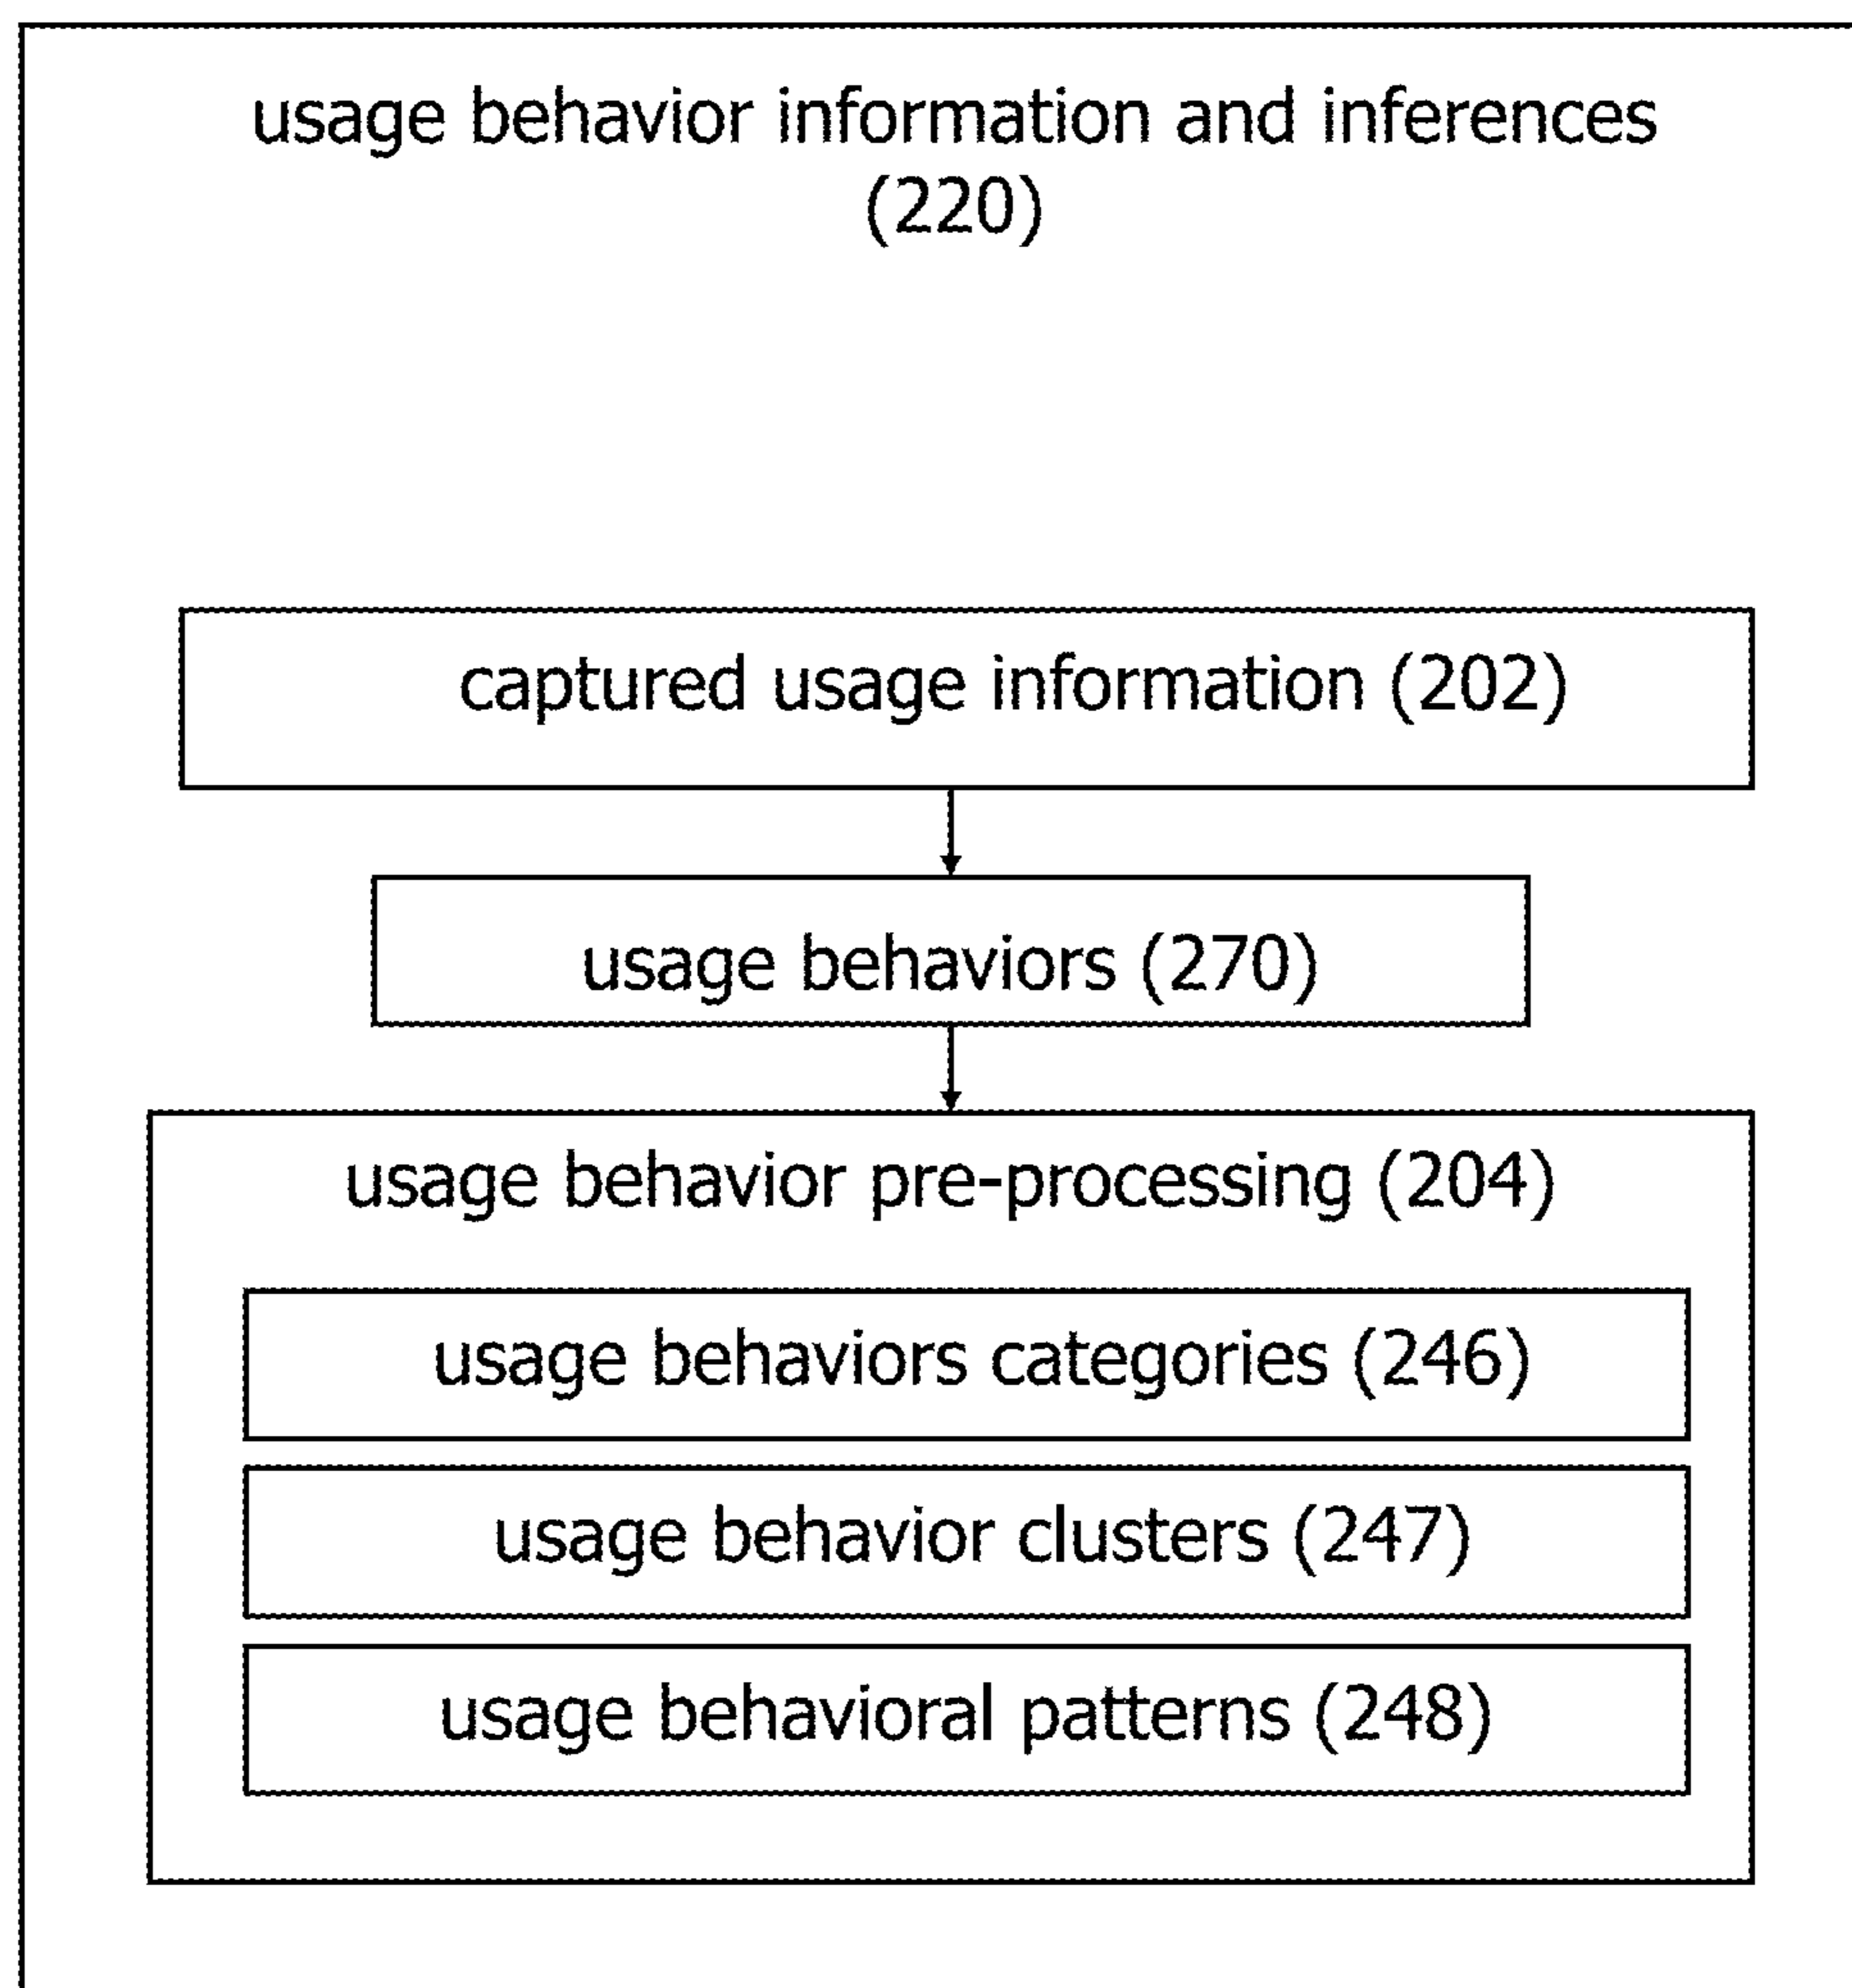 usage behavior information and inferences
(220)
captured usage information (202)
usage behaviors (270)
usage behavior pre-processing (204)
usage behaviors categories (246)
usage behavior clusters (247)
usage behavioral patterns (248)